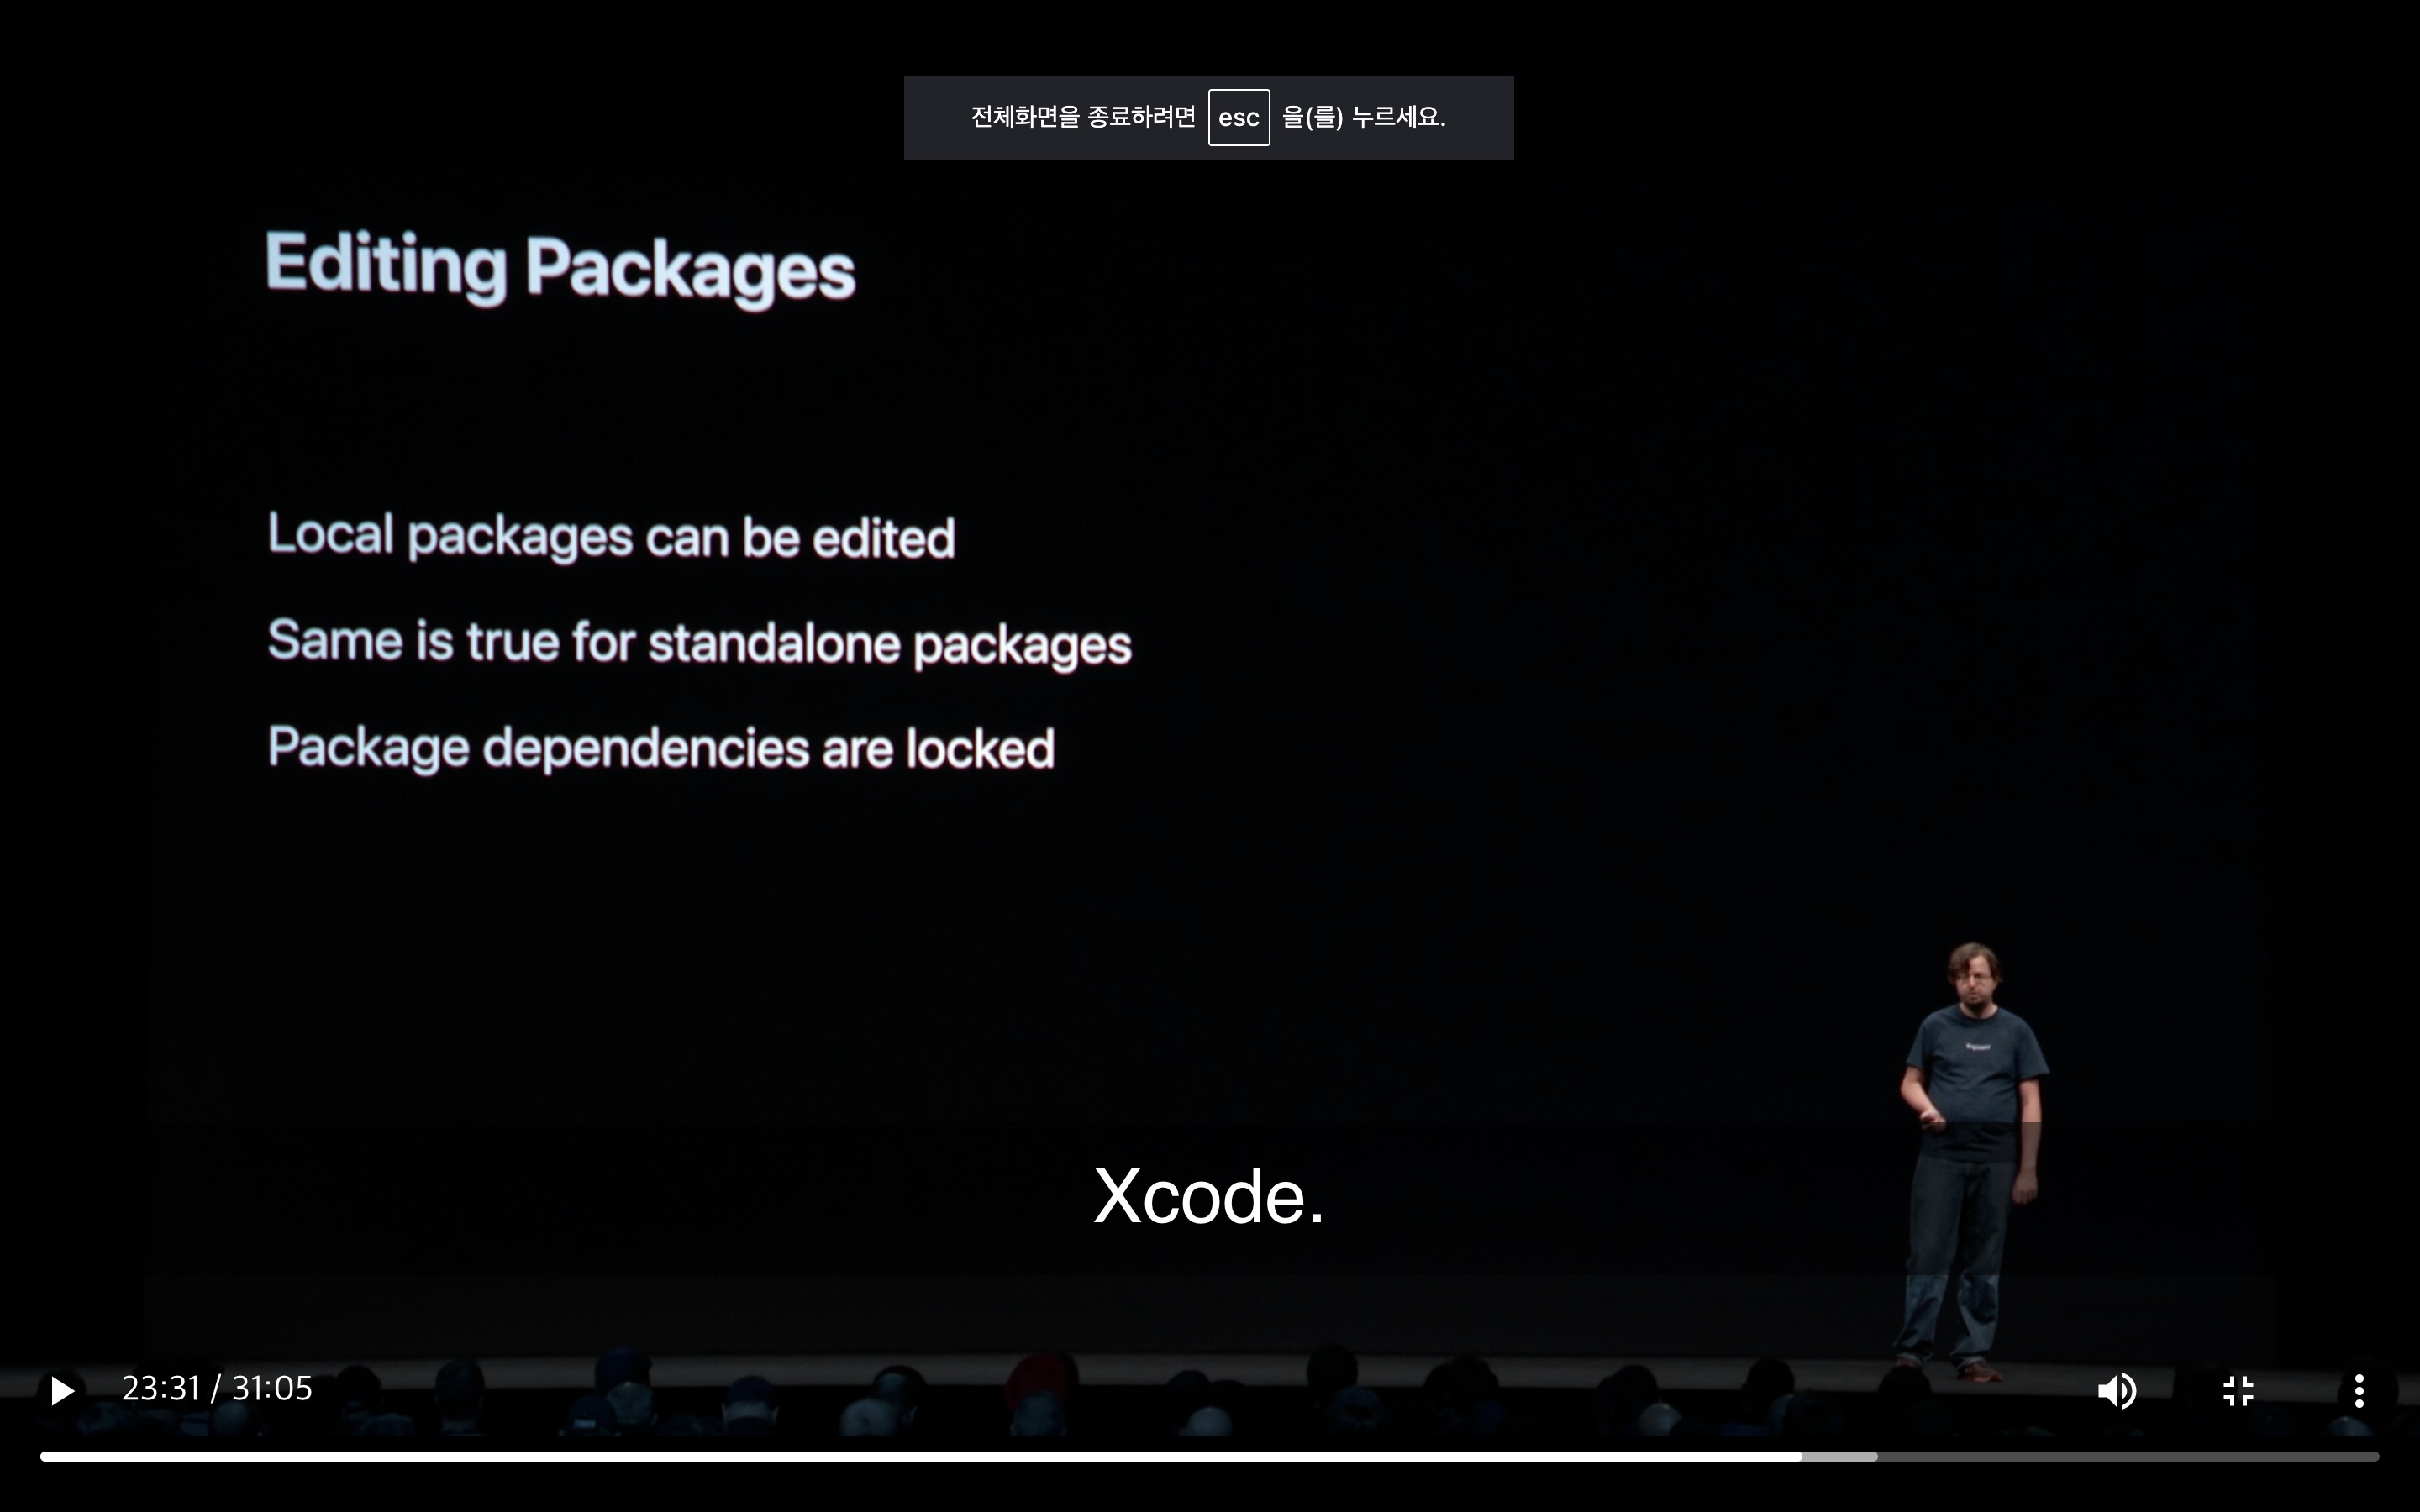 전체화면을 종료하려면 esc 을(를) 누르세요.
Editing Packages
Local packages can be edited
Same is true for standalone packages
Package dependencies are locked
Xcode.
23:31 / 31:05